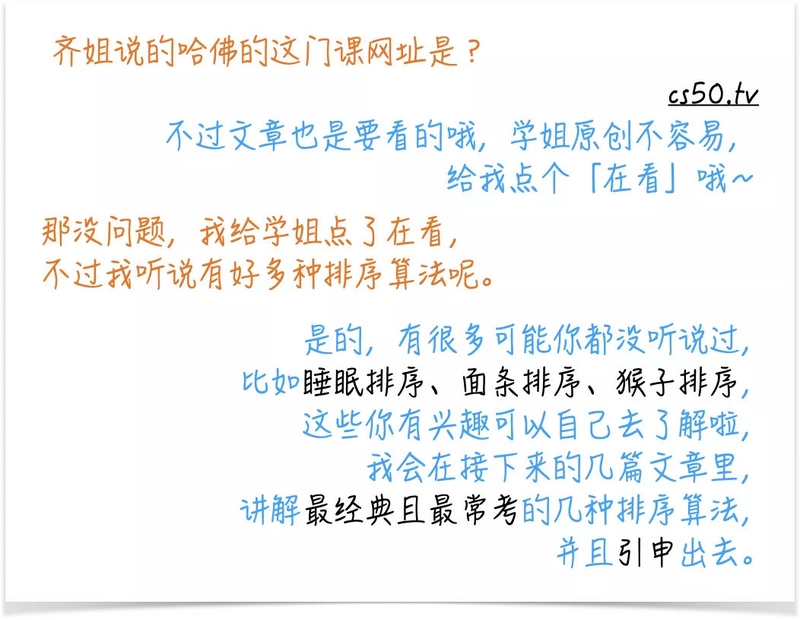 齐姐说的哈佛的这门课网址是？
cs50.tv
不过文章也是要看的哦，学姐原创不容易，
给我点个「在看」哦~
那没问题，我给学姐点了在看，
不过我听说有好多种排序算法呢。
是的，有很多可能你都没听说过，
比如睡眠排序、面条排序、猴子排序，
这些你有兴趣可以自己去了解啦，
我会在接下来的几篇文章里，
讲解最经典且最常考的几种排序算法，
并且引申出去。